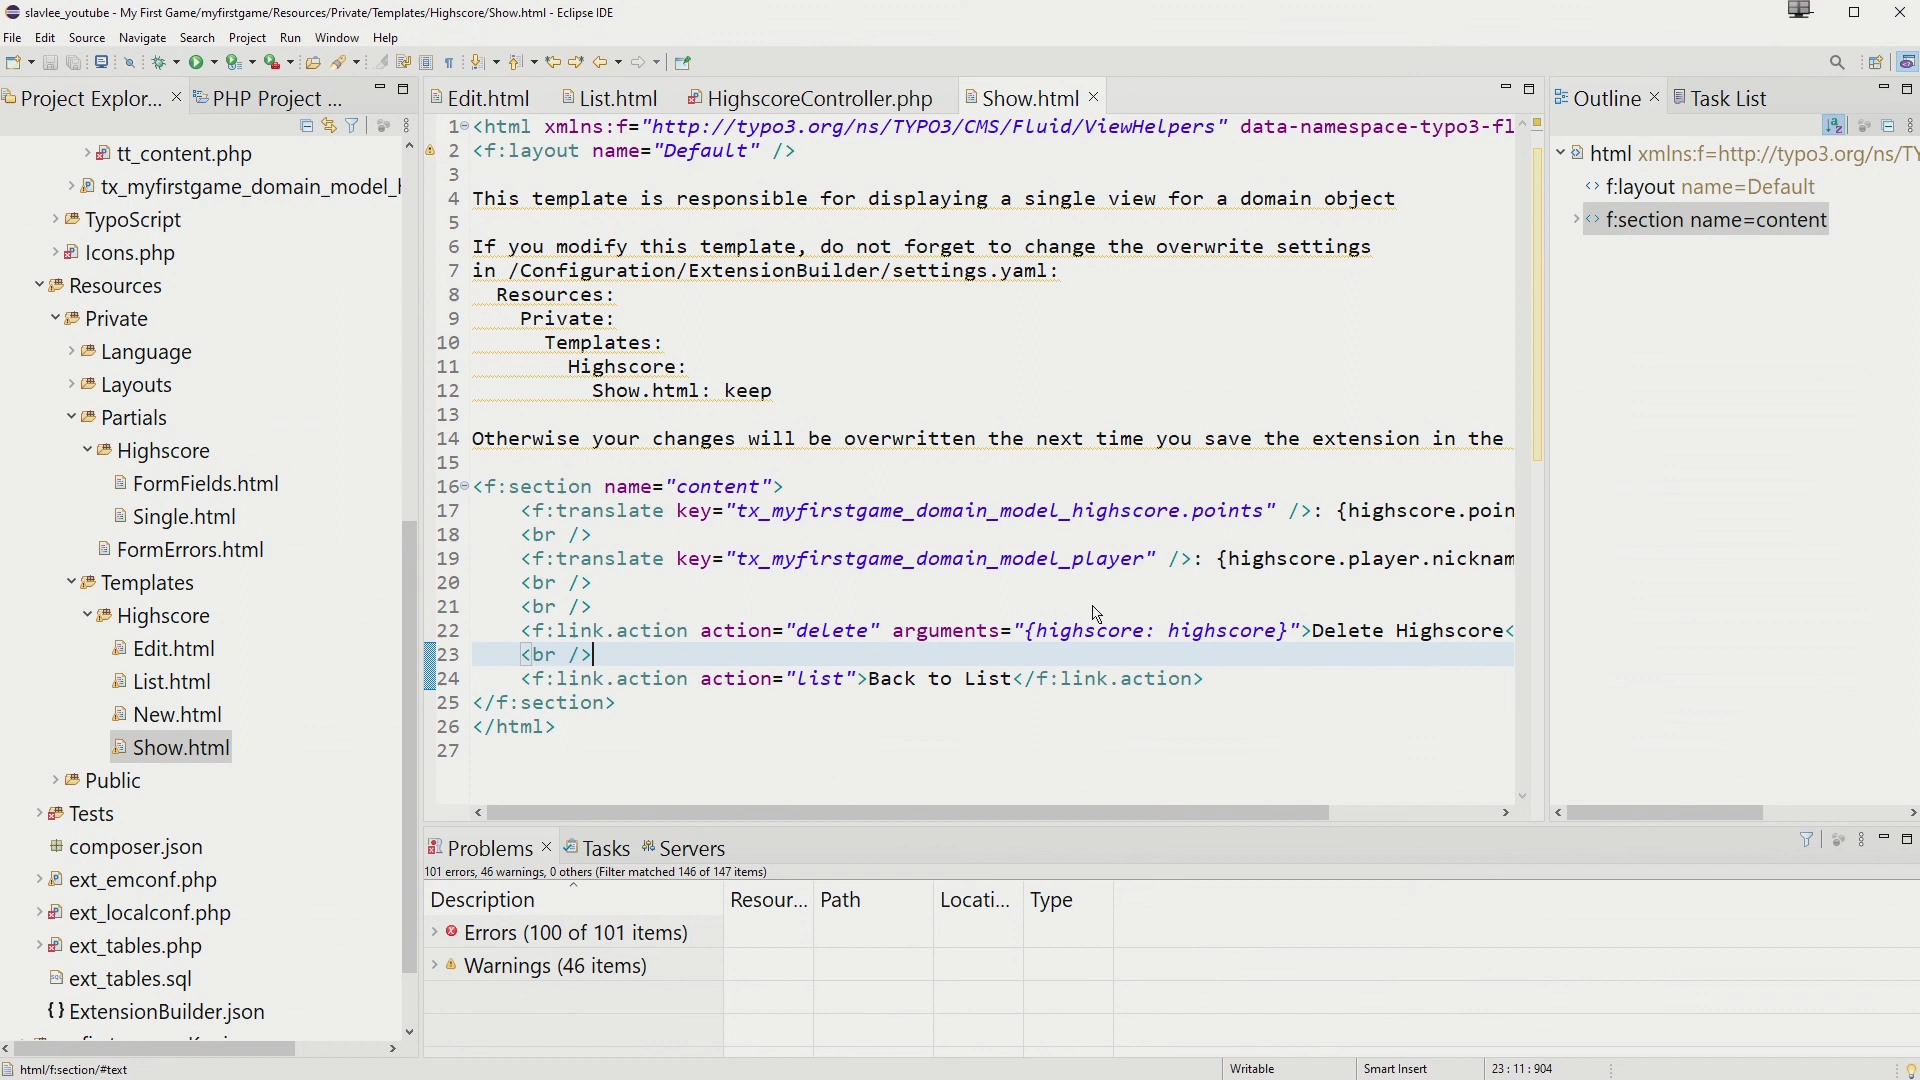 slavlee_youtube - My First Game/myfirstgame/Resources/Private/Templates/Highscore/Show.html - Eclipse IDE
File Edit Source Navigate Search Project Run Window Help
Project Explor...
PHP Project ...
tt_content.php
tx_myfirstgame_domain_model_
TypoScript
Icons.php
Resources
Private
Language
Layouts
Partials
Highscore
FormFields.html
Single.html
FormErrors.html
Templates
Highscore
Edit.html
List.html
New.html
Show.html
Public
Tests
composer.json
ext_emconf.php
ext_localconf.php
ext_tables.php
ext_tables.sql
ExtensionBuilder.json
Edit.html List.html HighscoreController.php Show.html
1 <html xmlns:f="http://typo3.org/ns/TYPO3/CMS/Fluid/ViewHelpers" data-namespace-typo3-fl
2 <f:layout name="Default" />
3
4 This template is responsible for displaying a single view for a domain object
5
6 If you modify this template, do not forget to change the overwrite settings
7 in /Configuration/ExtensionBuilder/settings.yaml:
8 Resources:
9 Private:
10 Templates:
11 Highscore:
12 Show.html: keep
13
14 Otherwise your changes will be overwritten the next time you save the extension in the
15
16 <f:section name="content">
17 <f:translate key="tx_myfirstgame_domain_model_highscore.points" />: {highscore.poin
18 <br />
19 <f:translate key="tx_myfirstgame_domain_model_player" />: {highscore.player.nicknam
20 <br />
21 <br />
22 <f:link.action action="delete" arguments="{highscore: highscore}">Delete Highscore<
23 <br />
24 <f:link.action action="list">Back to List</f:link.action>
25 </f:section>
26 </html>
27
Outline Task List
html xmlns:f=http://typo3.org/ns/TY
f:layout name=Default
f:section name=content
Problems Tasks Servers
101 errors, 46 warnings, 0 others (Filter matched 146 of 147 items)
Description Resour... Path Locati... Type
Errors (100 of 101 items)
Warnings (46 items)
html/f:section/#text
Writable
Smart Insert
23 : 11 : 904